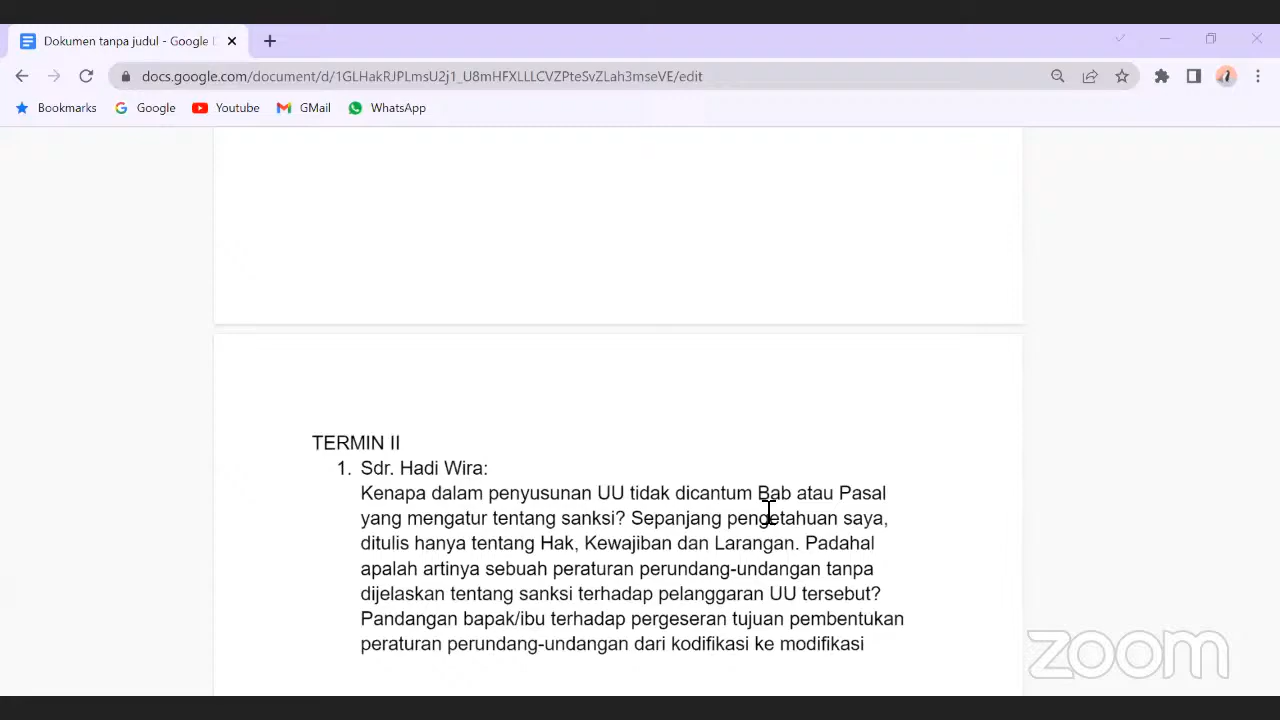 Dokumen tanpa judul - Google D
docs.google.com/document/d/1GLHakRJPLmsU2j1_U8mHFXLLLCVZPteSvZLah3mseVE/edit
Bookmarks Google Youtube GMail WhatsApp
TERMIN II
1. Sdr. Hadi Wira:
Kenapa dalam penyusunan UU tidak dicantum Bab atau Pasal
yang mengatur tentang sanksi? Sepanjang pengetahuan saya,
ditulis hanya tentang Hak, Kewajiban dan Larangan. Padahal
apalah artinya sebuah peraturan perundang-undangan tanpa
dijelaskan tentang sanksi terhadap pelanggaran UU tersebut?
Pandangan bapak/ibu terhadap pergeseran tujuan pembentukan
peraturan perundang-undangan dari kodifikasi ke modifikasi
zoom